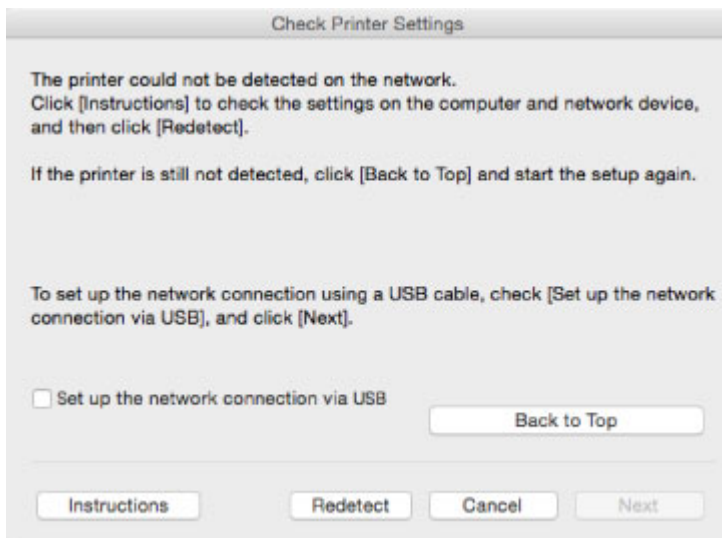 Check Printer Settings
The printer could not be detected on the network.
Click [Instructions] to check the settings on the computer and network device,
and then click [Redetect].
If the printer is still not detected, click [Back to Top] and start the setup again.
To set up the network connection using a USB cable, check [Set up the network
connection via USB], and click [Next].
Set up the network connection via USB
Back to Top
Instructions Redetect Cancel Next